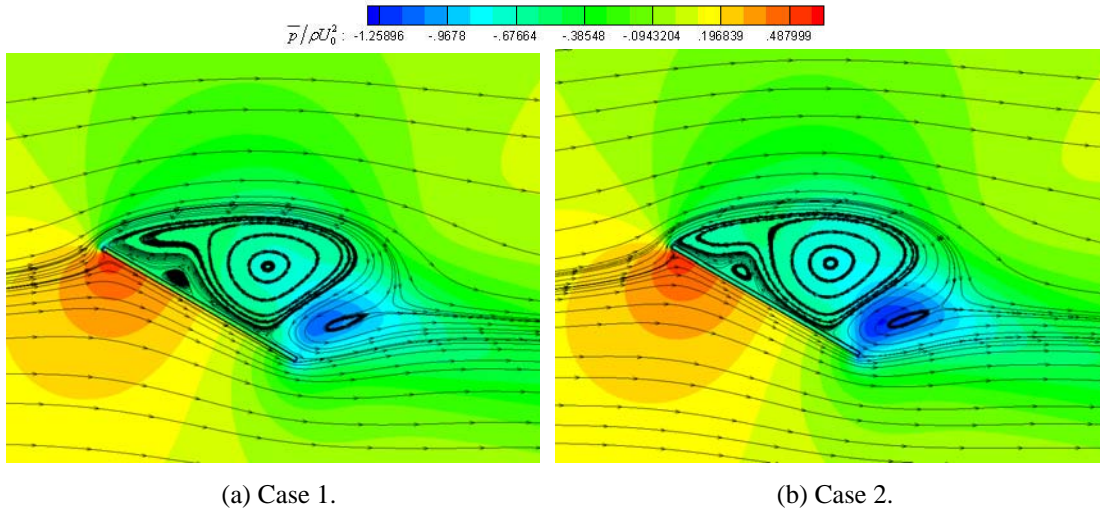 p̅/ρU₀² : -1.25896 -.9678 -.67664 -.38548 -.0943204 .196839 .487999
(a) Case 1. (b) Case 2.